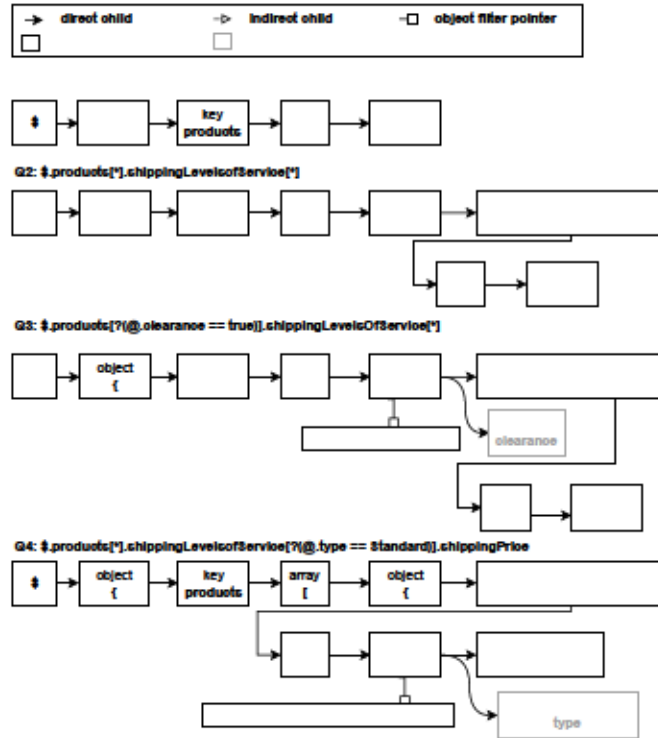 direct child indirect child object filter pointer
$ key
products
Q2: $.products[*].shippingLevelsofService[*]
Q3: $.products[?(@.clearance == true)].shippingLevelsOfService[*]
object
{
clearance
Q4: $.products[*].shippingLevelsofService[?(@.type == Standard)].shippingPrice
$ object key array object
{ products [ {
type